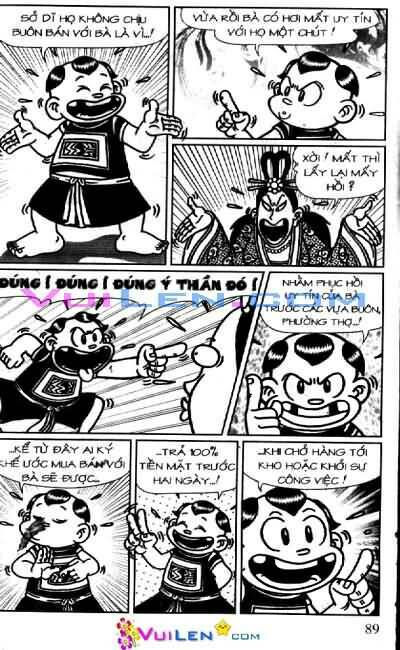 SỞ DĨ HỌ KHÔNG CHỊU
BUÔN BÁN VỚI BÀ LÀ VÌ...!
VỪA RỒI BÀ CÓ HƠI MẤT UY TÍN
VỚI HỌ MỘT CHÚT !
XỜI ! MẤT THÌ
LẤY LẠI MẤY
HỒI ?
ĐÚNG ! ĐÚNG ! ĐÚNG Ý THẦN ĐÓ !
NHẰM PHỤC HỒI
UY TÍN CỦA BÀ
TRƯỚC CÁC VỰA BUÔN,
PHƯỜNG THỢ...!
VUILEN.COM
...KỂ TỪ ĐÂY AI KÝ
KHẾ ƯỚC MUA BÁN VỚI
BÀ SẼ ĐƯỢC...
...TRẢ 100%
TIỀN MẶT TRƯỚC
HAI NGÀY...!
...KHI CHỞ HÀNG TỚI
KHO HOẶC KHỞI SỰ
CÔNG VIỆC !
89
VUILEN.COM